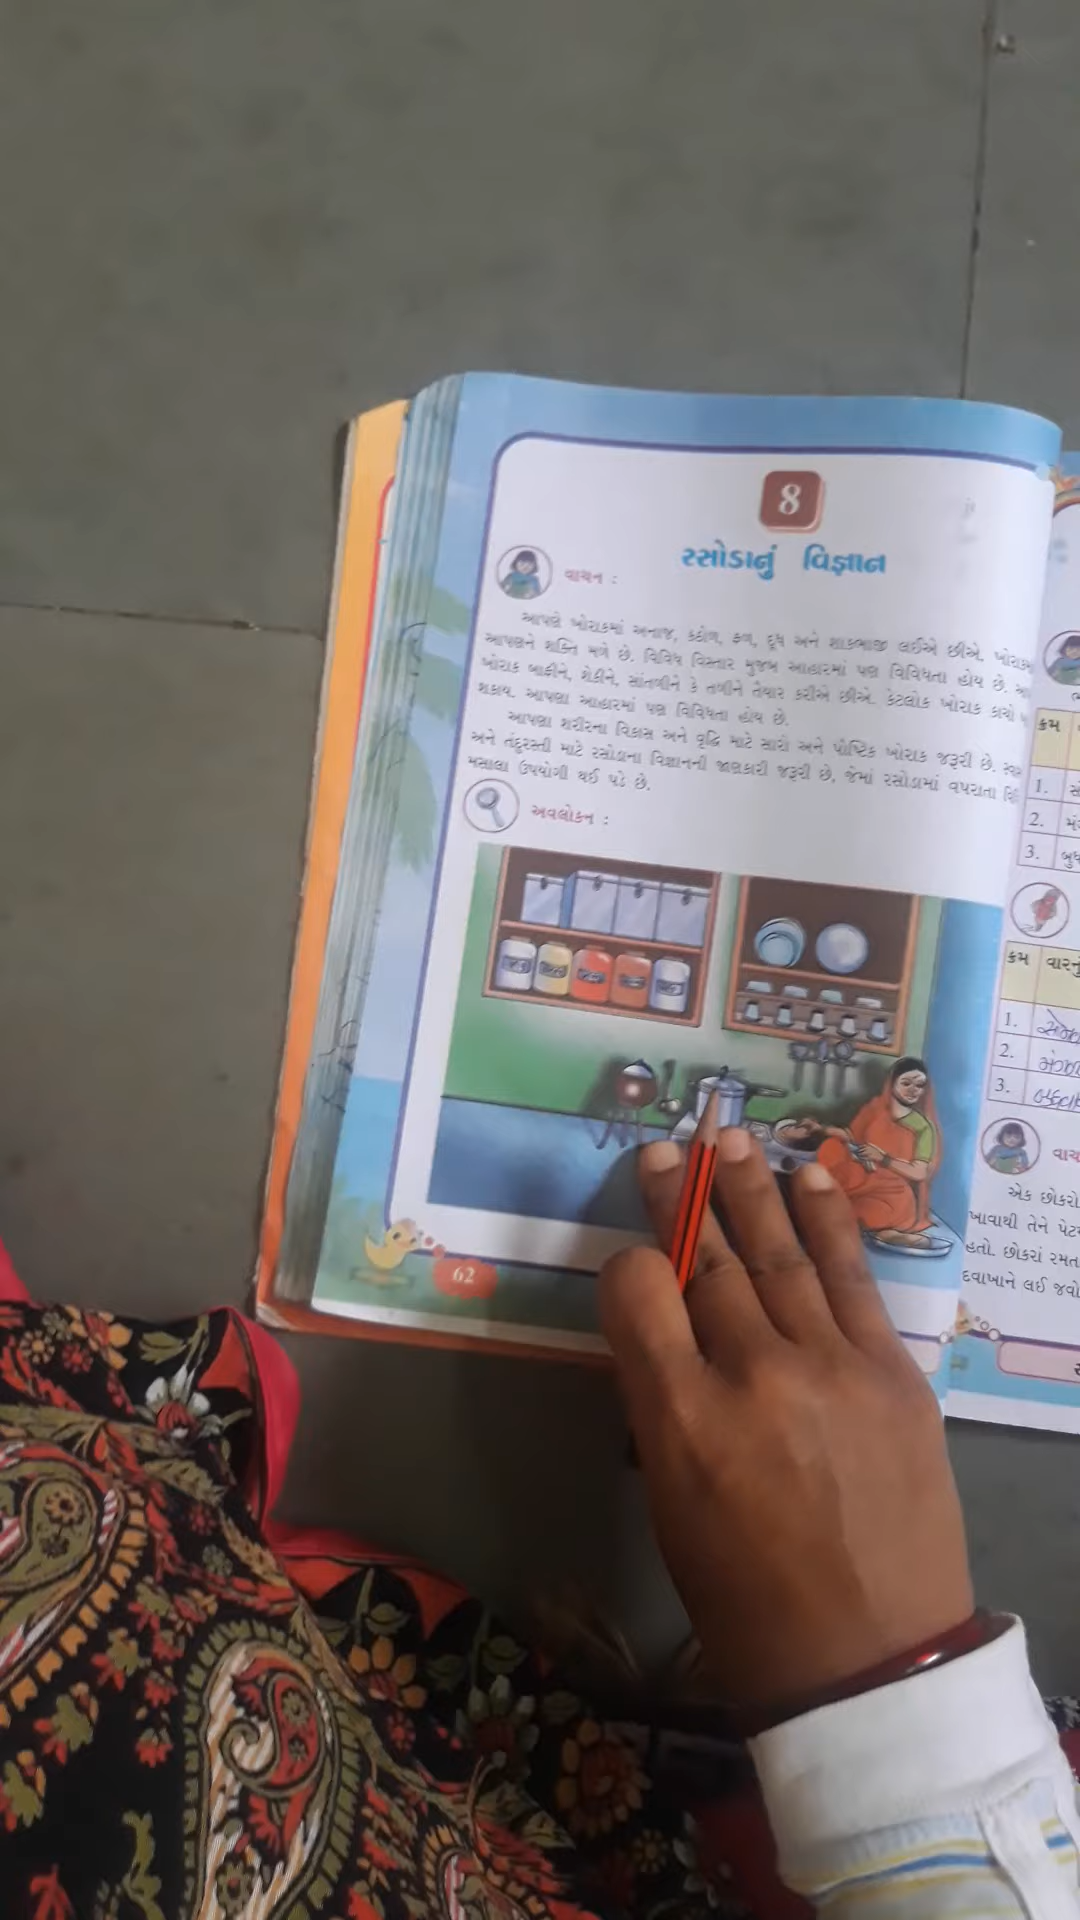 8
રસોડાનું વિજ્ઞાન
વાચન :
આપણે ખોરાકમાં અનાજ, કઠોળ, ફળ, દૂધ અને શાકભાજી લઈએ છીએ. ખોરાકમાં
આપણને શક્તિ મળે છે. વિવિધ વિસ્તાર મુજબ આહારમાં પણ વિવિધતા હોય છે.
ખોરાક બાફીને, શેકીને, સાંતળીને કે તળીને તૈયાર કરીએ છીએ. કેટલોક ખોરાક કાચો
શકાય. આપણા આહારમાં પણ વિવિધતા હોય છે.
આપણા શરીરના વિકાસ અને વૃદ્ધિ માટે સારો અને પૌષ્ટિક ખોરાક જરૂરી છે.
અને તંદુરસ્તી માટે રસોડાના વિજ્ઞાનની જાણકારી જરૂરી છે, જેમાં રસોડામાં વપરાતા
મસાલા ઉપયોગી થઈ પડે છે.
અવલોકન :
62
ક્રમ
1.
2.
3.
ક્રમ વારનું
1.
2.
3.
એક છોકરો
ખાવાથી તેને
હતો. છોકરાં રમતા
દવાખાને લઈ જવો